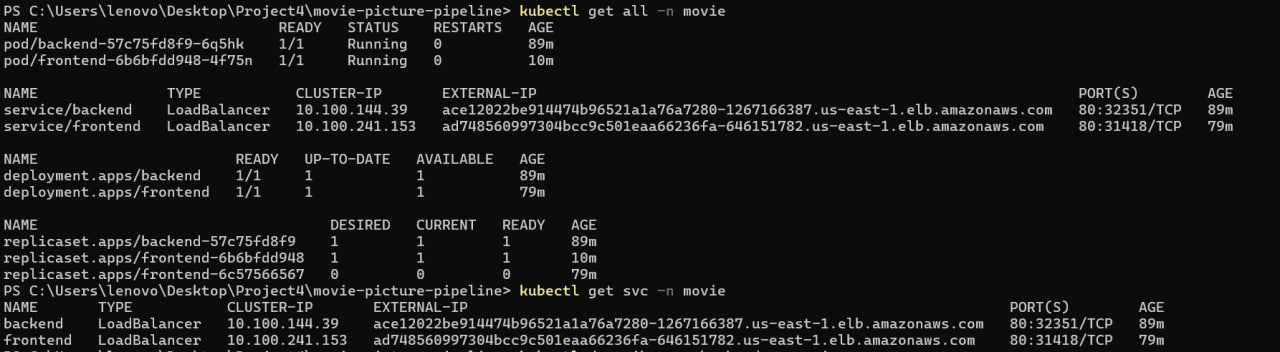 PS C:\Users\lenovo\Desktop\Project4\movie-picture-pipeline> kubectl get all -n movie
NAME READY STATUS RESTARTS AGE
pod/backend-57c75fd8f9-6q5hk 1/1 Running 0 89m
pod/frontend-6b6bfdd948-4f75n 1/1 Running 0 10m
NAME TYPE CLUSTER-IP EXTERNAL-IP PORT(S) AGE
service/backend LoadBalancer 10.100.144.39 ace12022be914474b96521a1a76a7280-1267166387.us-east-1.elb.amazonaws.com 80:32351/TCP 89m
service/frontend LoadBalancer 10.100.241.153 ad748560997304bcc9c501eaa66236fa-646151782.us-east-1.elb.amazonaws.com 80:31418/TCP 79m
NAME READY UP-TO-DATE AVAILABLE AGE
deployment.apps/backend 1/1 1 1 89m
deployment.apps/frontend 1/1 1 1 79m
NAME DESIRED CURRENT READY AGE
replicaset.apps/backend-57c75fd8f9 1 1 1 89m
replicaset.apps/frontend-6b6bfdd948 1 1 1 10m
replicaset.apps/frontend-6c57566567 0 0 0 79m
PS C:\Users\lenovo\Desktop\Project4\movie-picture-pipeline> kubectl get svc -n movie
NAME TYPE CLUSTER-IP EXTERNAL-IP PORT(S) AGE
backend LoadBalancer 10.100.144.39 ace12022be914474b96521a1a76a7280-1267166387.us-east-1.elb.amazonaws.com 80:32351/TCP 89m
frontend LoadBalancer 10.100.241.153 ad748560997304bcc9c501eaa66236fa-646151782.us-east-1.elb.amazonaws.com 80:31418/TCP 79m